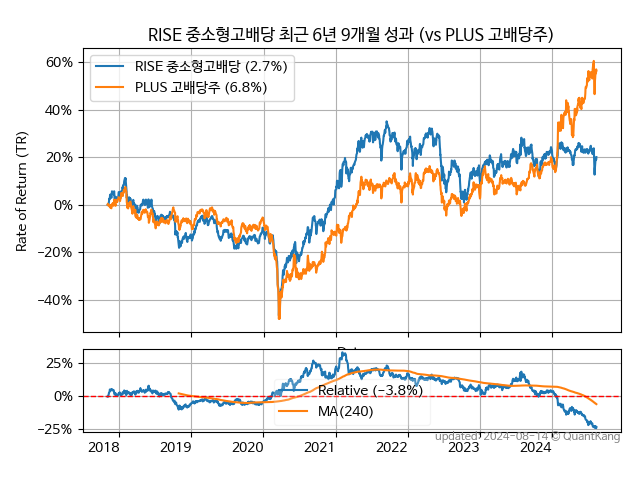 RISE 중소형고배당 최근 6년 9개월 성과 (vs PLUS 고배당주)
RISE 중소형고배당 (2.7%)
PLUS 고배당주 (6.8%)
Rate of Return (TR)
60%
40%
20%
0%
−20%
−40%
25%
0%
−25%
Relative (−3.8%)
MA(240)
updated: 2024-08-14 © QuantKang
2018
2019
2020
2021
2022
2023
2024